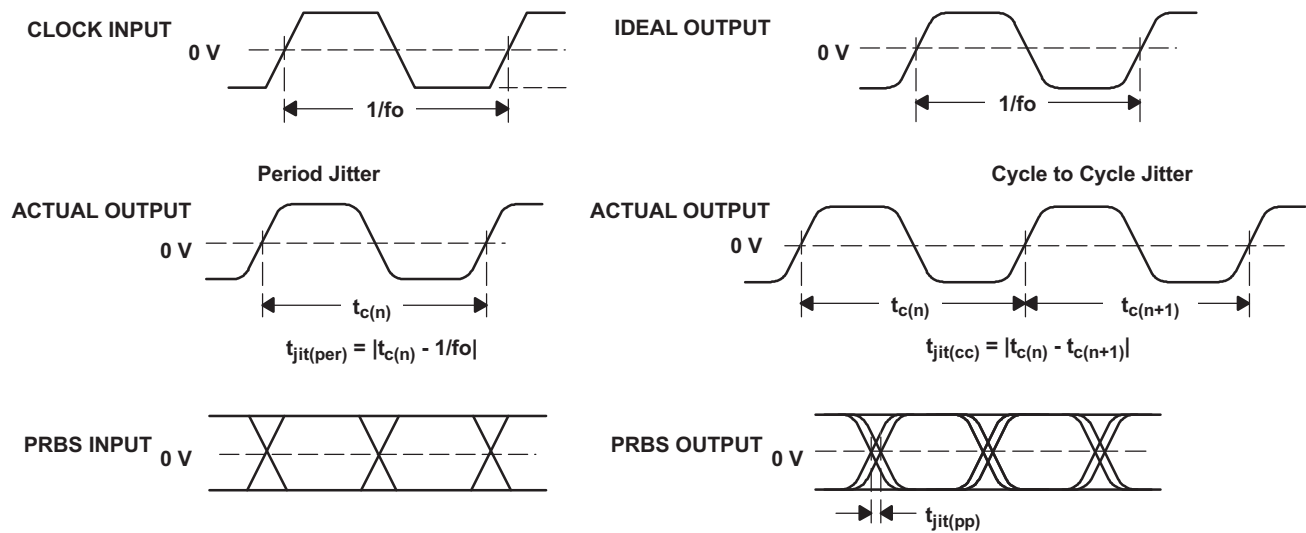 CLOCK INPUT
0 V
1/fo
IDEAL OUTPUT
0 V
1/fo
Period Jitter
ACTUAL OUTPUT
0 V
tc(n)
tjit(per) = |tc(n) - 1/fo|
Cycle to Cycle Jitter
ACTUAL OUTPUT
0 V
tc(n)
tc(n+1)
tjit(cc) = |tc(n) - tc(n+1)|
PRBS INPUT
0 V
PRBS OUTPUT
0 V
tjit(pp)